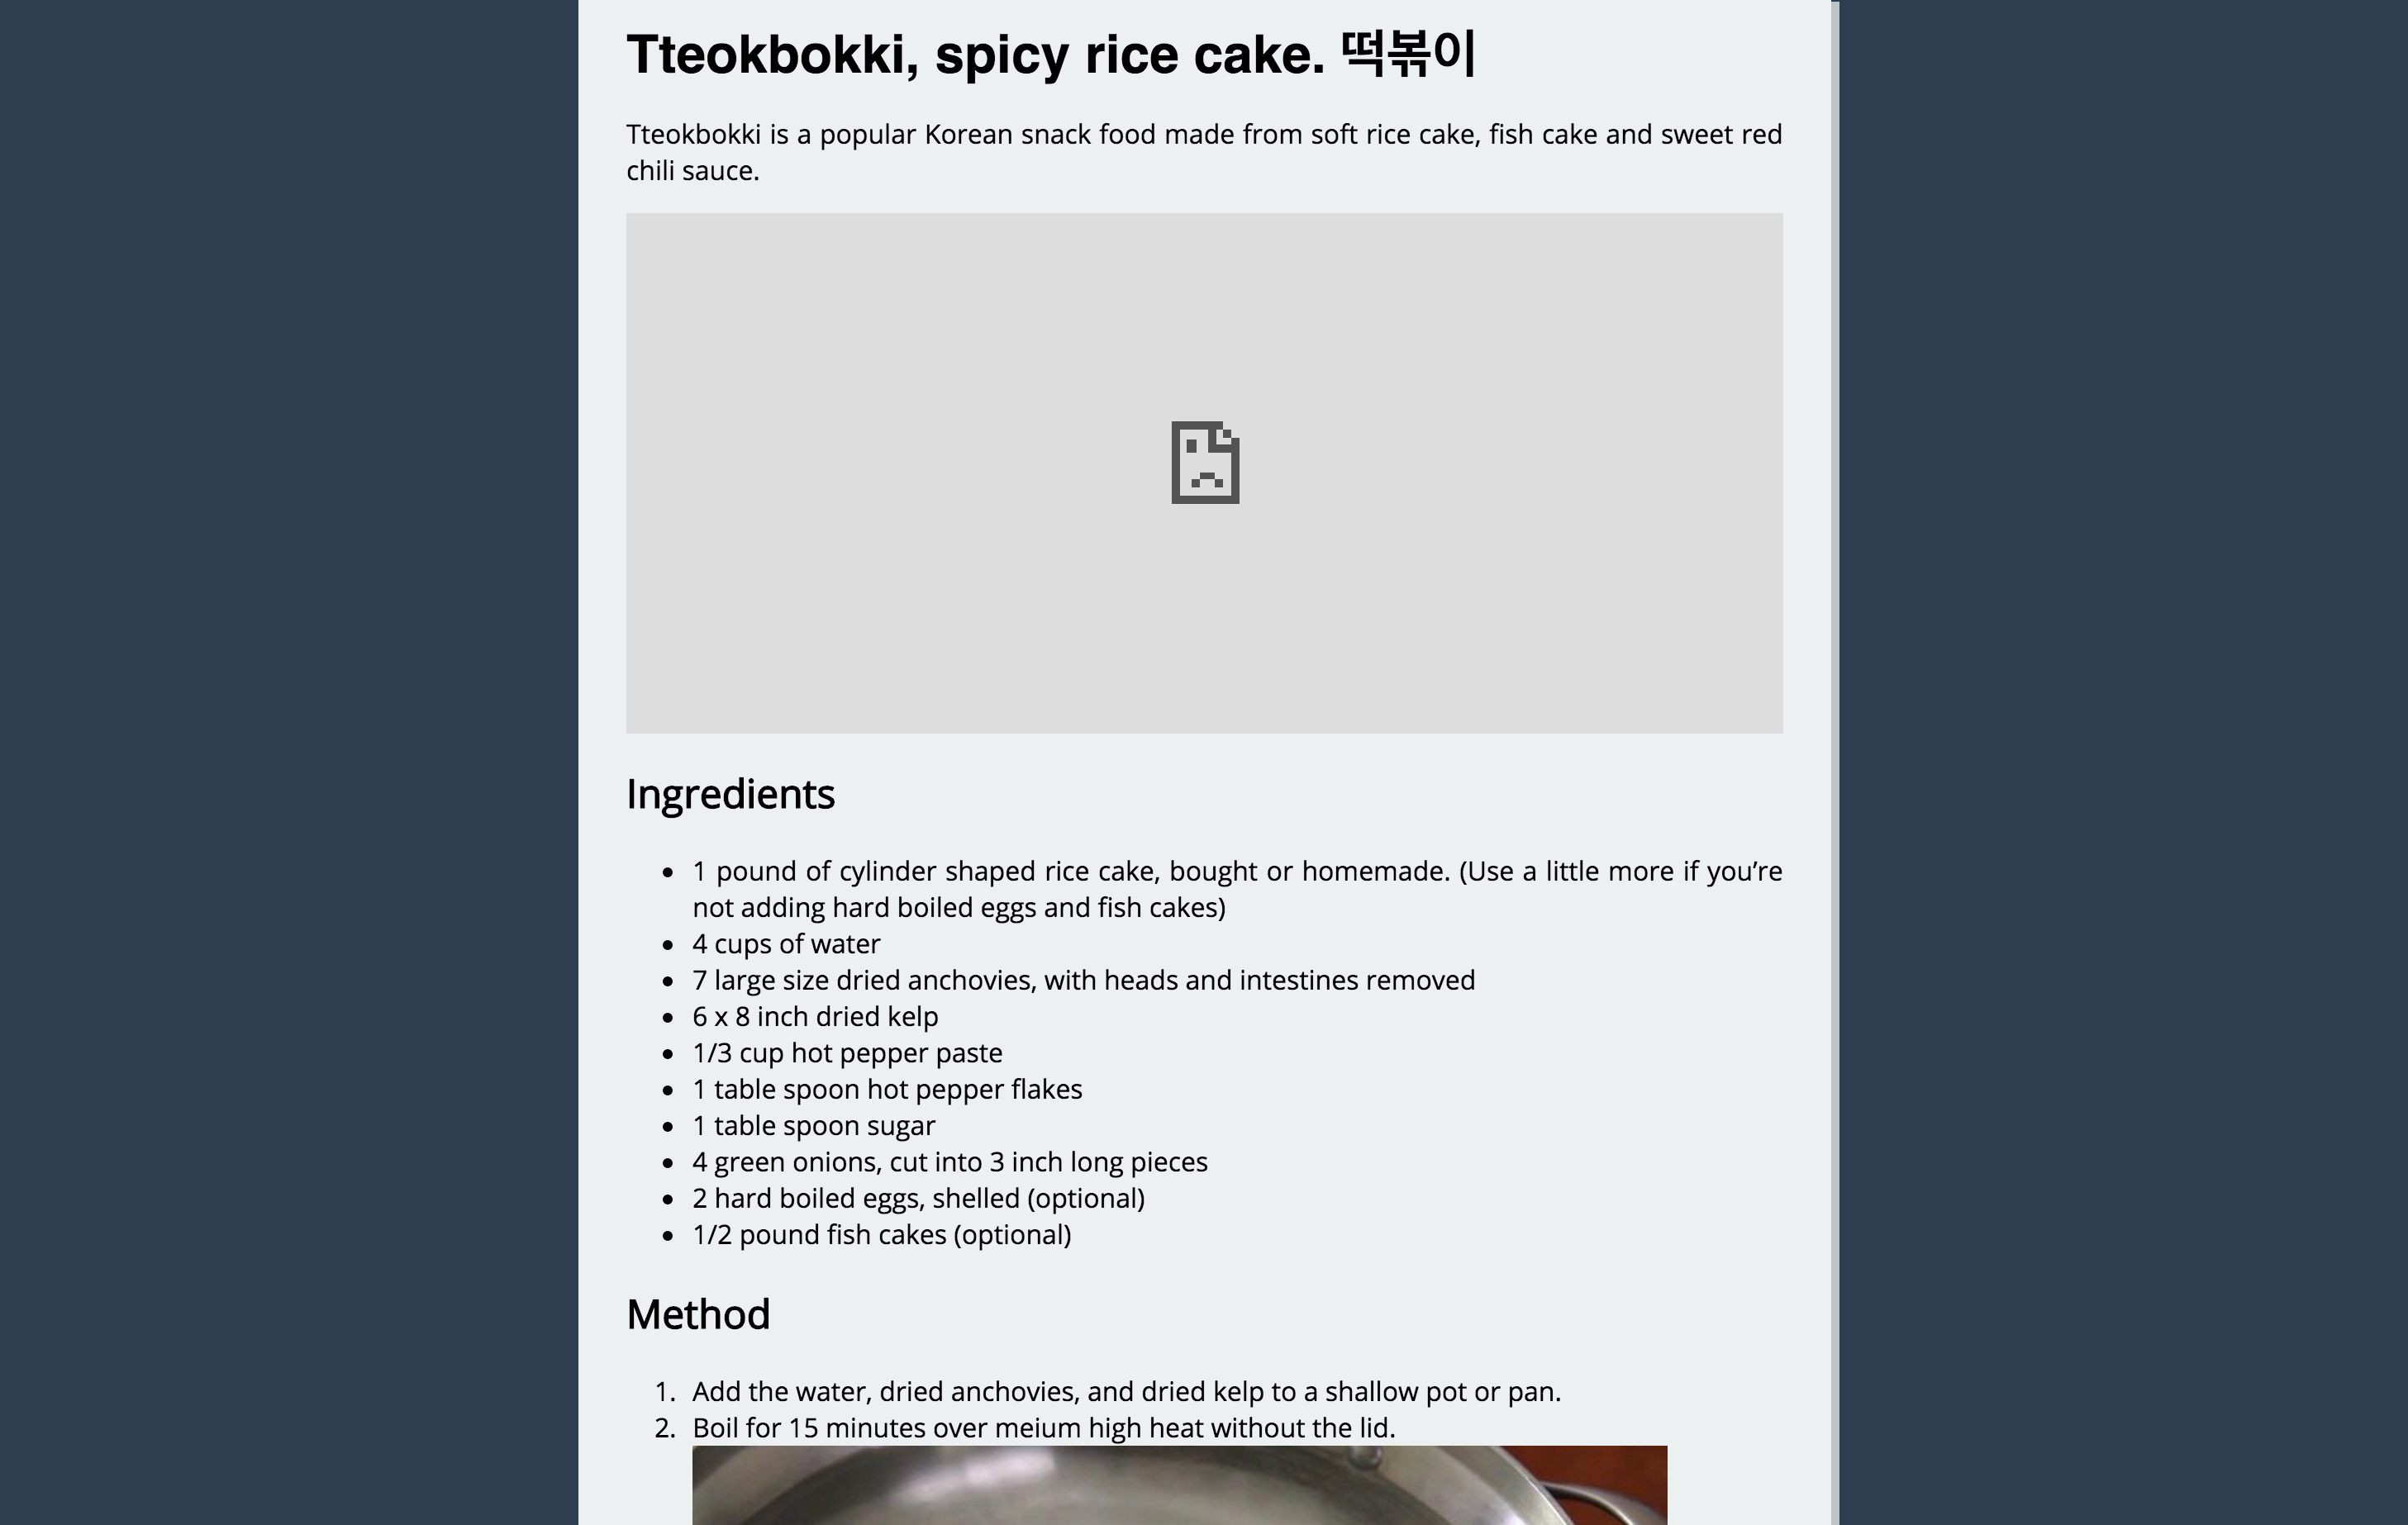 Tteokbokki, spicy rice cake. 떡볶이
Tteokbokki is a popular Korean snack food made from soft rice cake, fish cake and sweet red
chili sauce.
Ingredients
1 pound of cylinder shaped rice cake, bought or homemade. (Use a little more if you’re
not adding hard boiled eggs and fish cakes)
4 cups of water
7 large size dried anchovies, with heads and intestines removed
6 x 8 inch dried kelp
1/3 cup hot pepper paste
1 table spoon hot pepper flakes
1 table spoon sugar
4 green onions, cut into 3 inch long pieces
2 hard boiled eggs, shelled (optional)
1/2 pound fish cakes (optional)
Method
1. Add the water, dried anchovies, and dried kelp to a shallow pot or pan.
2. Boil for 15 minutes over meium high heat without the lid.